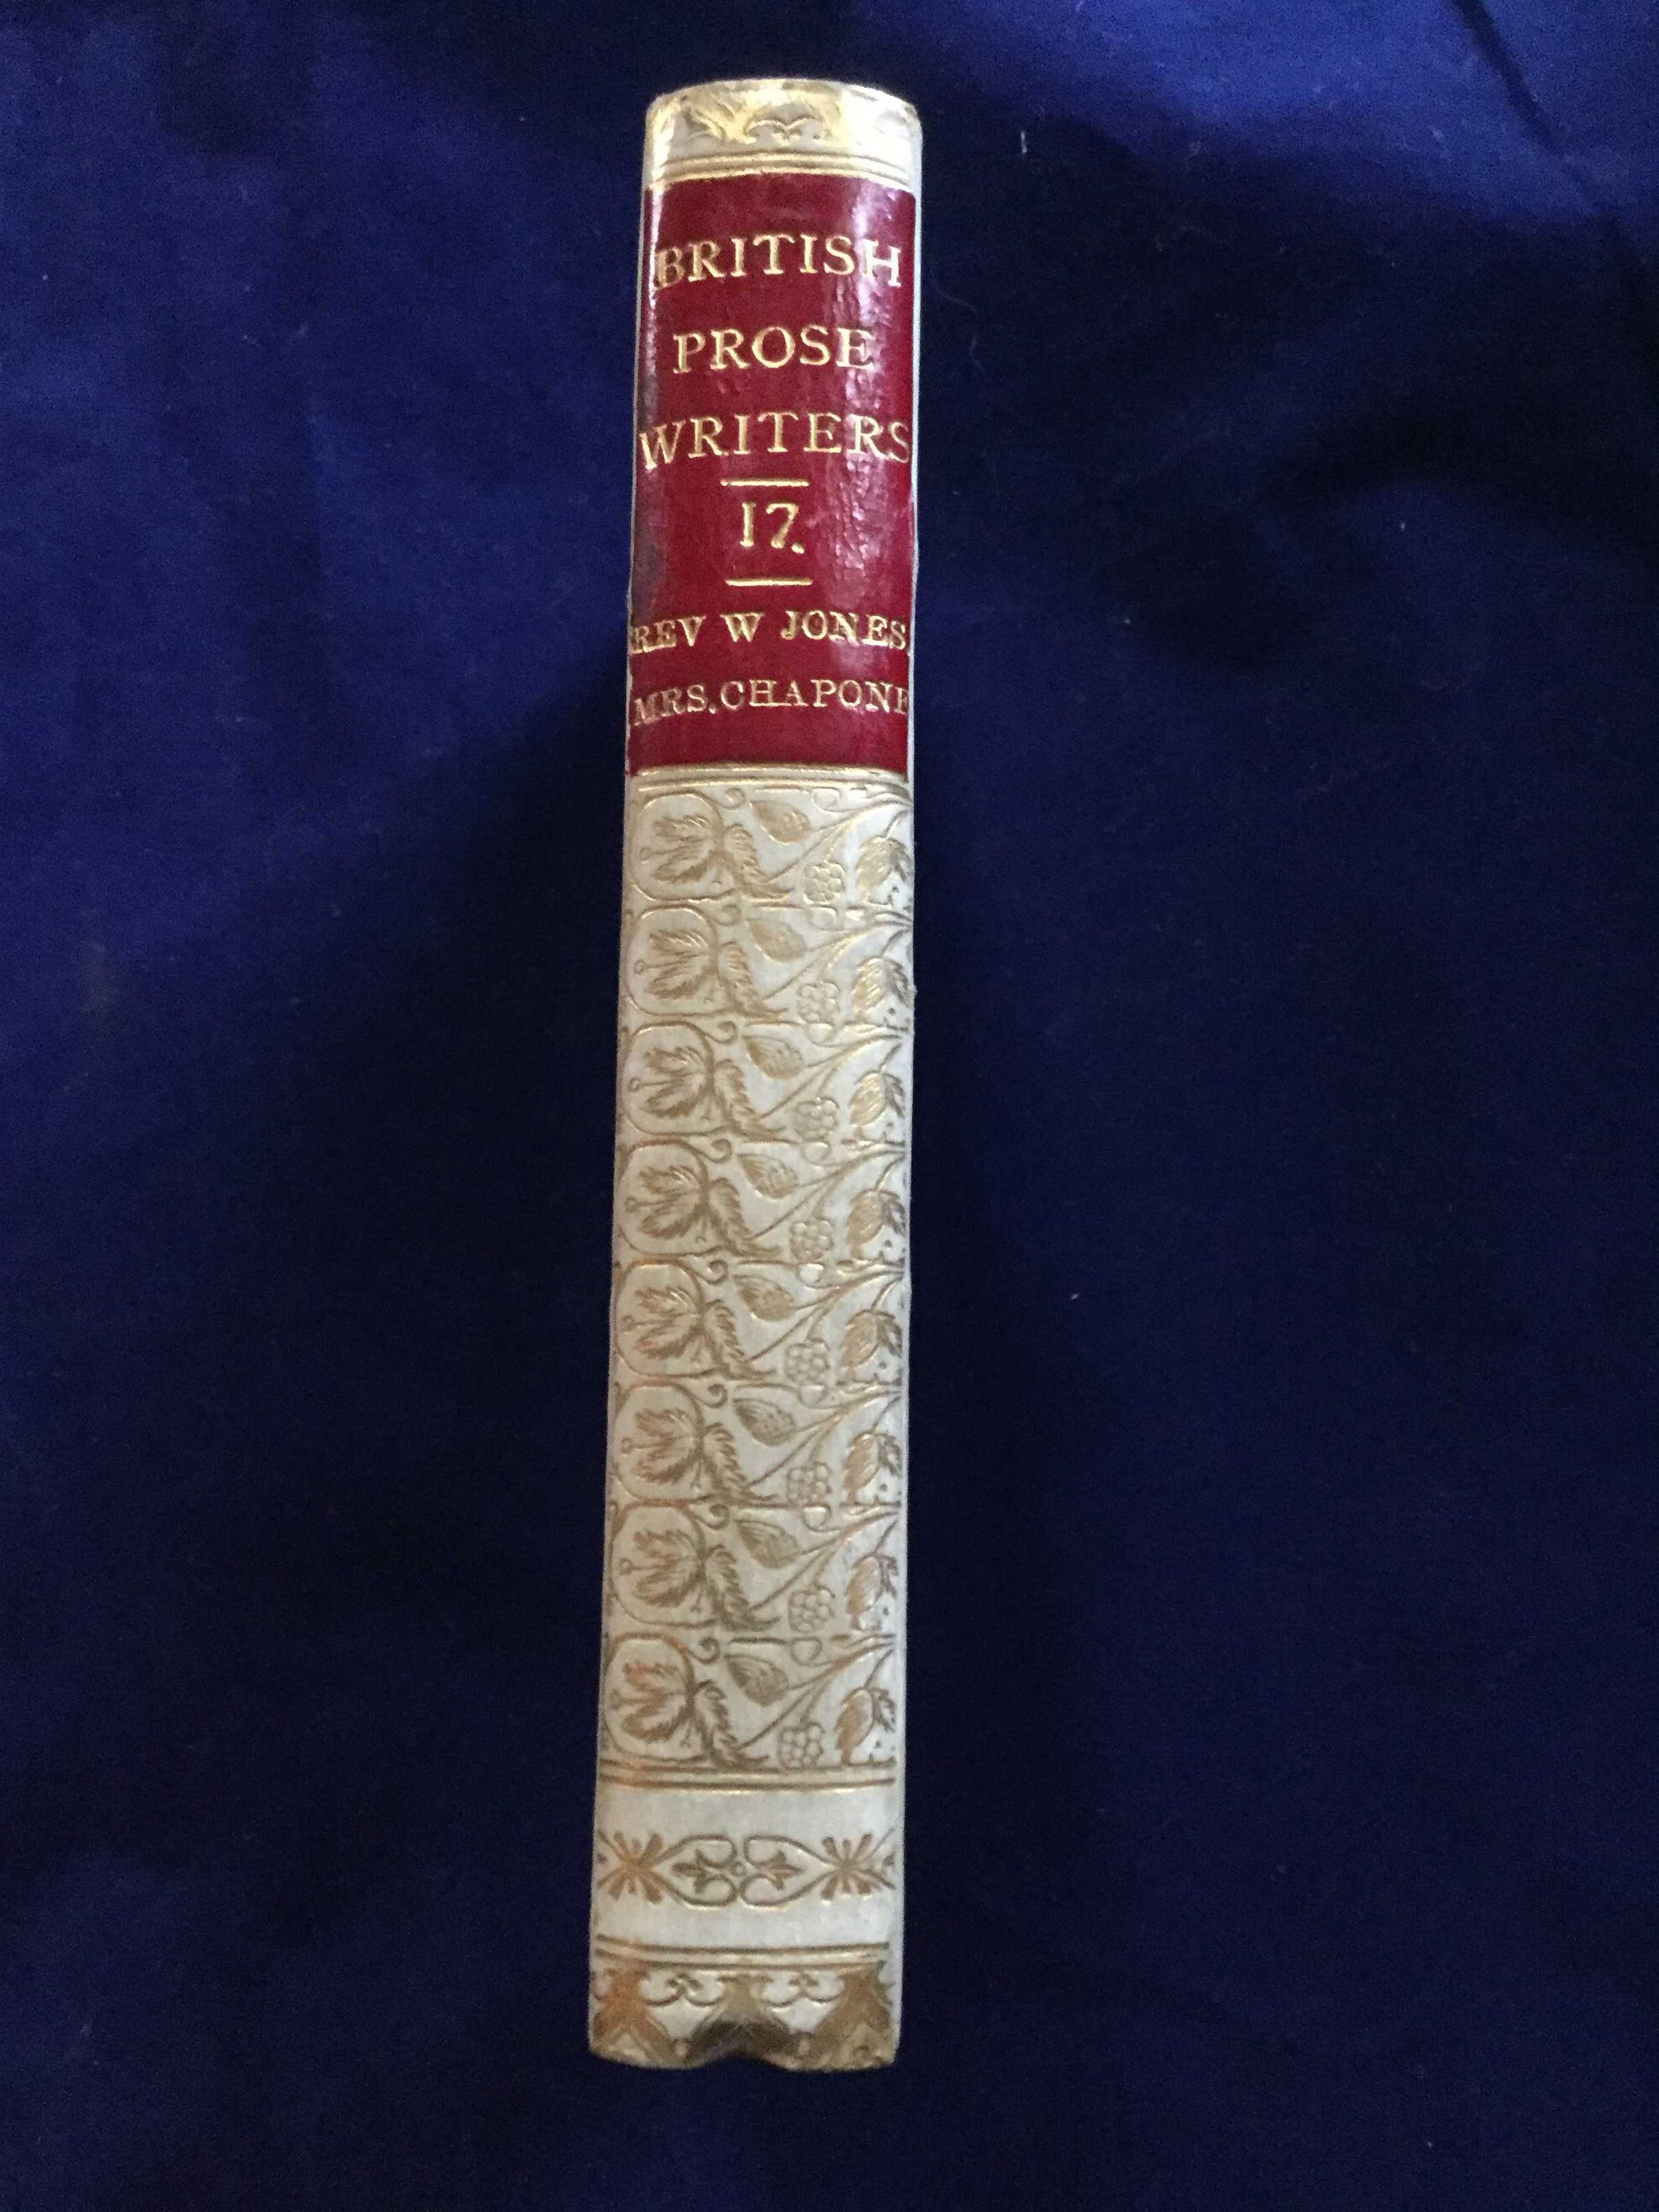 BRITISH
PROSE
WRITERS
17.
REV W JONES.
MRS.CHAPONE